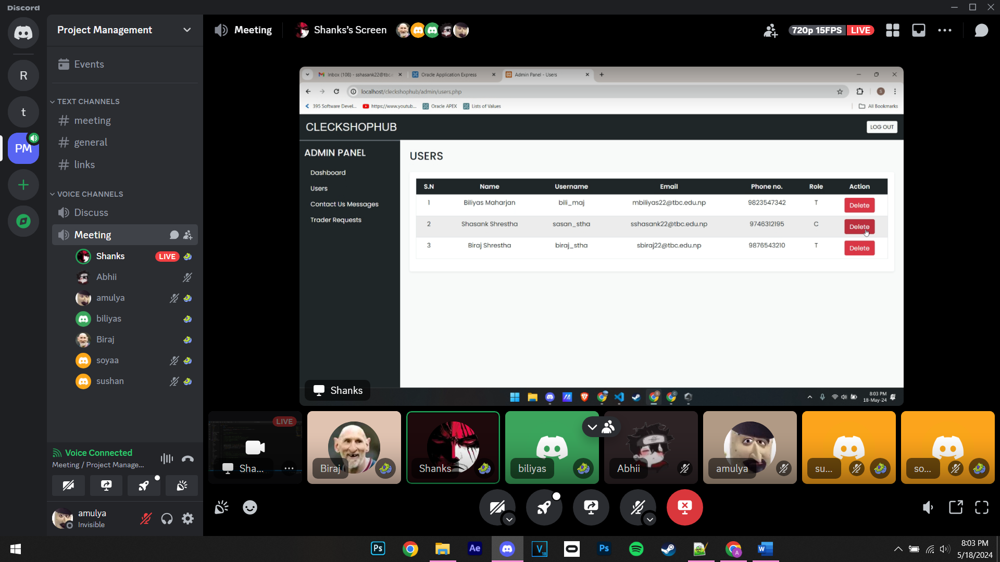 Discord
Project Management
Events
TEXT CHANNELS
meeting
general
links
VOICE CHANNELS
Discuss
Meeting
Shanks LIVE
Abhii
amulya
biliyas
Biraj
soyaa
sushan
R
t
PM
Voice Connected
Meeting / Project Manage...
amulya
Invisible
Meeting
Shanks's Screen
720p 15FPS LIVE
Inbox (108) - sshasank22@tbc.
Oracle Application Express
Admin Panel - Users
localhost/cleckshophub/admin/users.php
S
395 Software Devel...
https://www.youtub...
Oracle APEX
Lists of Values
All Bookmarks
CLECKSHOPHUB
LOG OUT
ADMIN PANEL
Dashboard
Users
Contact Us Messages
Trader Requests
USERS
S.N Name Username Email Phone no. Role Action
1 Biliyas Maharjan bili_maj mbiliyas22@tbc.edu.np 9823547342 T Delete
2 Shasank Shrestha sasan_stha sshasank22@tbc.edu.np 9746312195 C Delete
3 Biraj Shrestha biraj_stha sbiraj22@tbc.edu.np 9876543210 T Delete
Shanks
8:03 PM
18-May-24
LIVE
Sha...
Biraj
Shanks
biliyas
Abhii
amulya
su...
so...
Ps
Ae
V
18
Ps
A
W
8:03 PM
5/18/2024